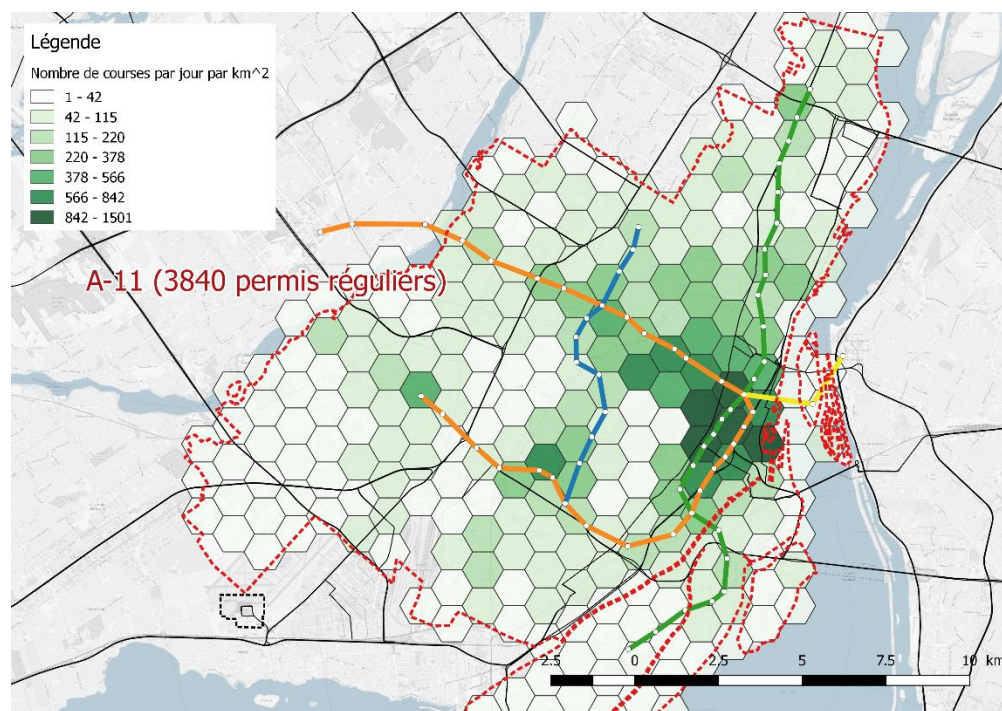 Légende
Nombre de courses par jour par km^2
1 - 42
42 - 115
115 - 220
220 - 378
378 - 566
566 - 842
842 - 1501
A-11 (3840 permis réguliers)
2.5 0 2.5 5 7.5 10 km